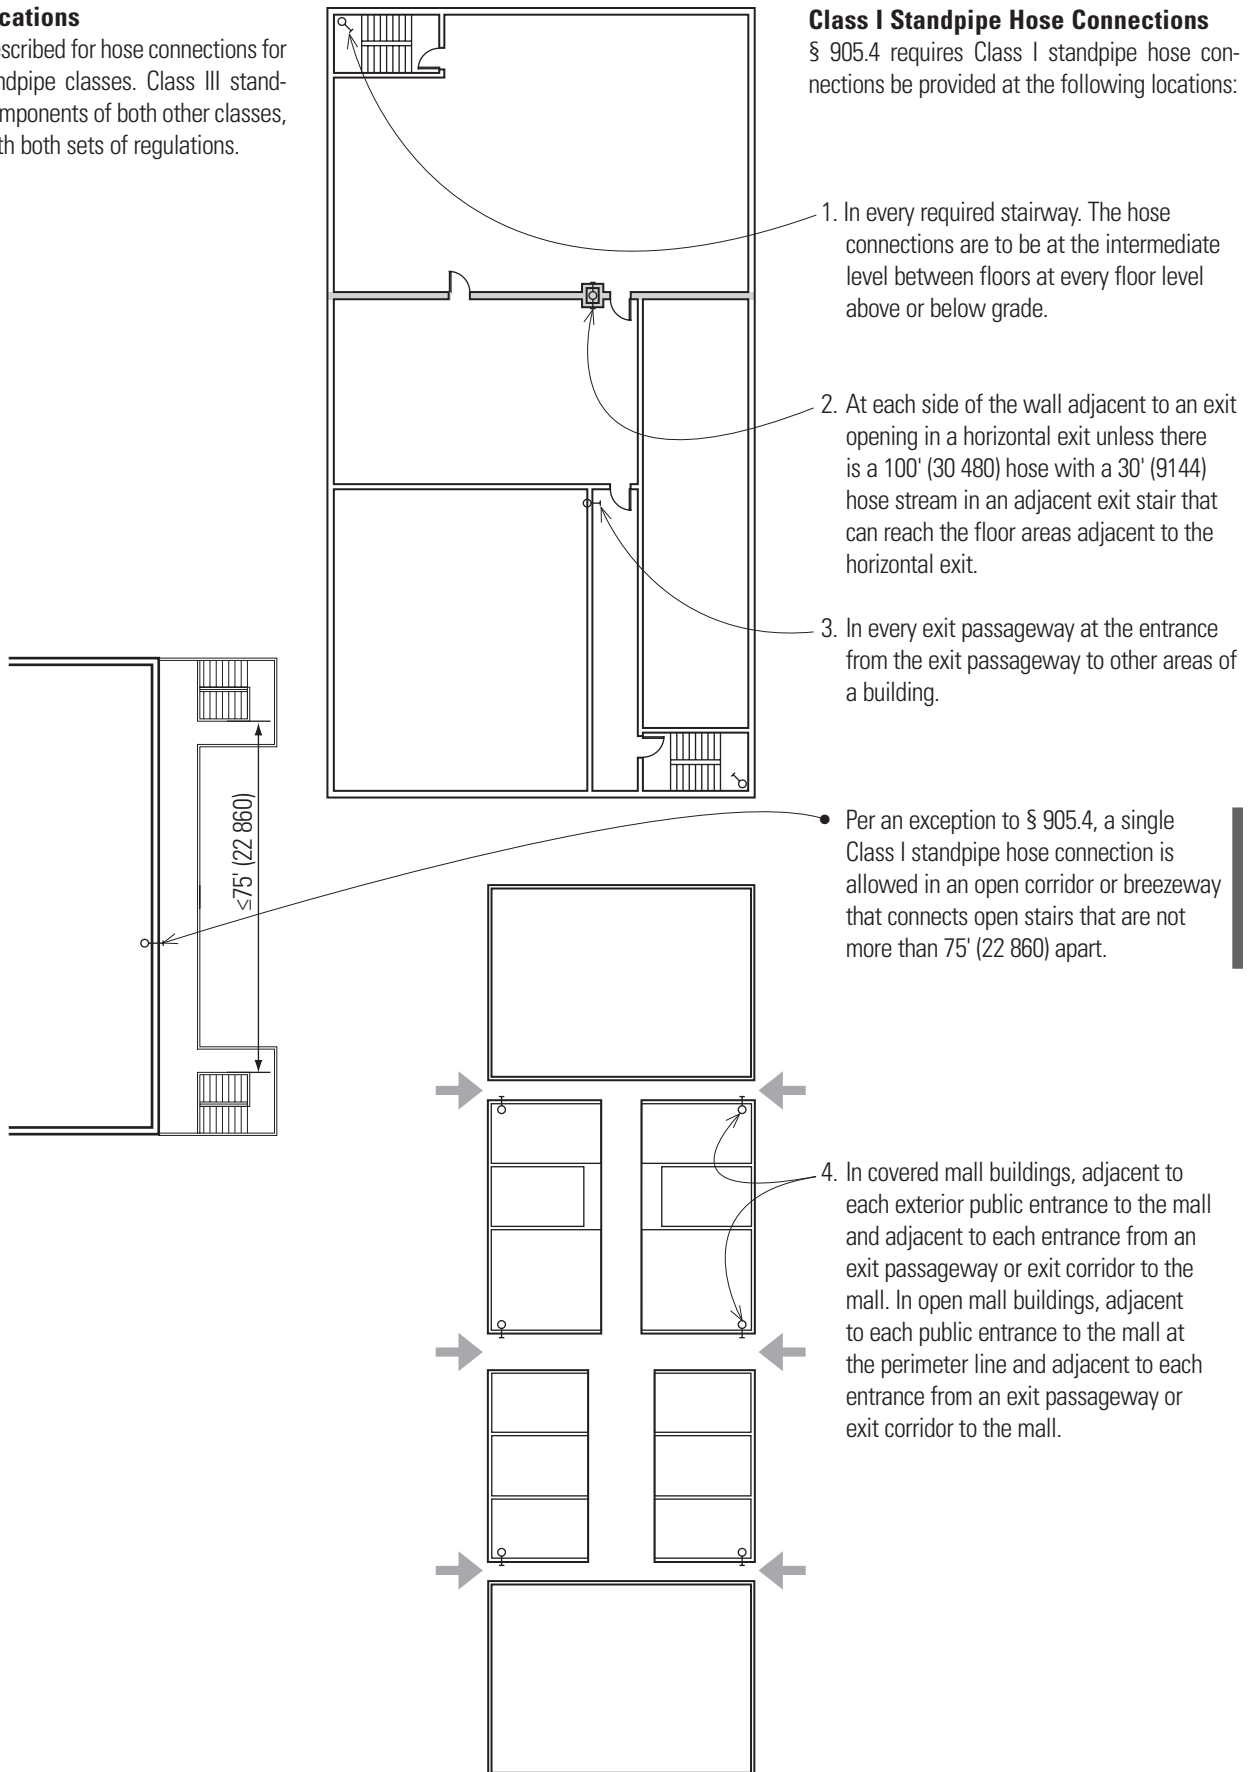 cations
escribed for hose connections for
ndpipe classes. Class III stand-
mponents of both other classes,
th both sets of regulations.
Class I Standpipe Hose Connections
§ 905.4 requires Class I standpipe hose con-
nections be provided at the following locations:
1. In every required stairway. The hose
connections are to be at the intermediate
level between floors at every floor level
above or below grade.
2. At each side of the wall adjacent to an exit
opening in a horizontal exit unless there
is a 100' (30 480) hose with a 30' (9144)
hose stream in an adjacent exit stair that
can reach the floor areas adjacent to the
horizontal exit.
3. In every exit passageway at the entrance
from the exit passageway to other areas of
a building.
≤75' (22 860)
• Per an exception to § 905.4, a single
Class I standpipe hose connection is
allowed in an open corridor or breezeway
that connects open stairs that are not
more than 75' (22 860) apart.
4. In covered mall buildings, adjacent to
each exterior public entrance to the mall
and adjacent to each entrance from an
exit passageway or exit corridor to the
mall. In open mall buildings, adjacent
to each public entrance to the mall at
the perimeter line and adjacent to each
entrance from an exit passageway or
exit corridor to the mall.